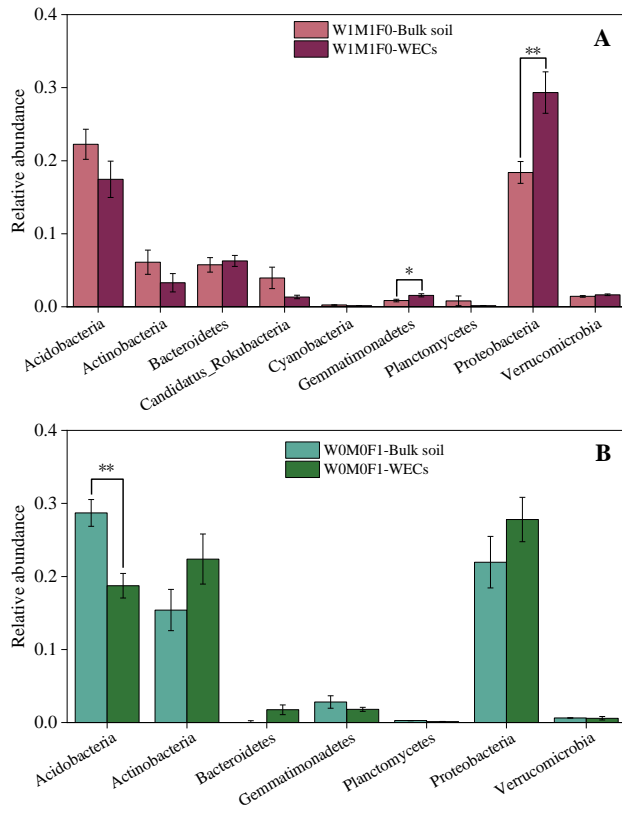 0.4
W1M1F0-Bulk soil
W1M1F0-WECs
A
**
0.3
0.2
0.1
0.0
*
Relative abundance
Acidobacteria
Actinobacteria
Bacteroidetes
Candidatus_Rokubacteria
Cyanobacteria
Gemmatimonadetes
Planctomycetes
Proteobacteria
Verrucomicrobia
0.4
W0M0F1-Bulk soil
W0M0F1-WECs
B
**
0.3
0.2
0.1
0.0
Relative abundance
Acidobacteria
Actinobacteria
Bacteroidetes
Gemmatimonadetes
Planctomycetes
Proteobacteria
Verrucomicrobia